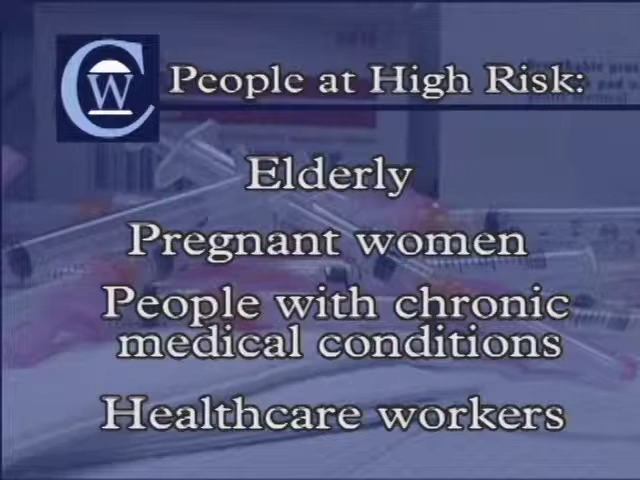 CW
People at High Risk:
Elderly
Pregnant women
People with chronic
medical conditions
Healthcare workers